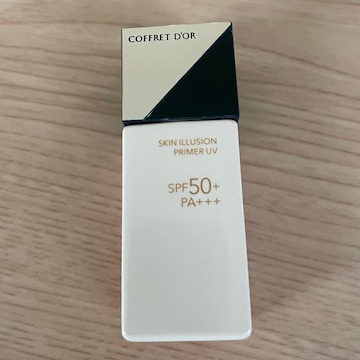 COFFRET D'OR
SKIN ILLUSION
PRIMER UV
SPF50+
PA+++